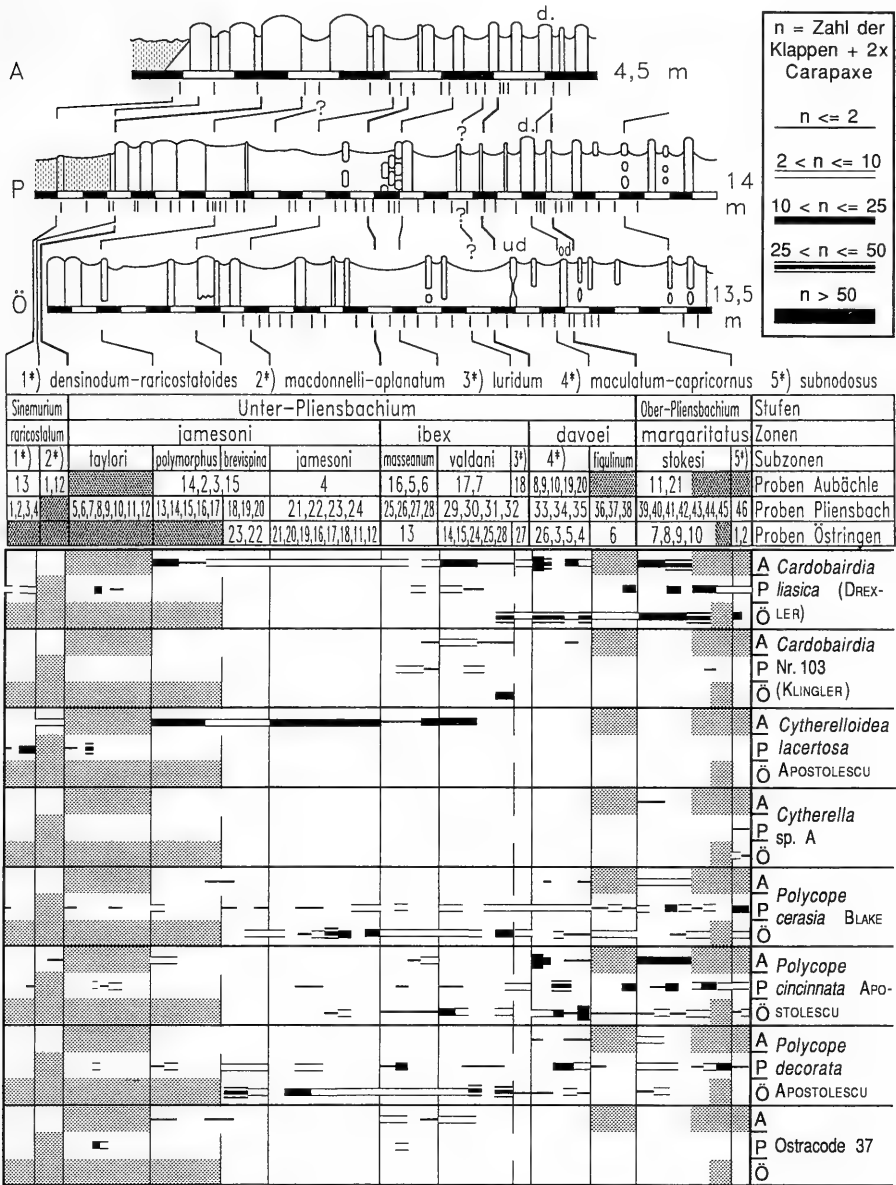 A
d.
4,5 m
n = Zahl der
Klappen + 2x
Carapaxe
n <= 2
2 < n <= 10
10 < n <= 25
25 < n <= 50
n > 50
?
P
? d.
14
m
?
Ö
? ud od
13,5
m
1*) densinodum-raricostatoides 2*) macdonnelli-aplanatum 3*) luridum 4*) maculatum-capricornus 5*) subnodosus
Sinemurium Unter-Pliensbachium Ober-Pliensbachium Stufen
raricostatum jamesoni ibex davoei margaritatus Zonen
1*) 2*) taylori polymorphus brevispina jamesoni masseanum valdani 3*) 4*) figulinum stokesi 5*) Subzonen
13 1,12 14,2,3,15 4 16,5,6 17,7 18 8,9,10,19,20 11,21 Proben Aubächle
1,2,3,4 5,6,7,8,9,10,11,12 13,14,15,16,17 18,19,20 21,22,23,24 25,26,27,28 29,30,31,32 33,34,35 36,37,38 39,40,41,42,43,44,45 46 Proben Pliensbach
23,22 21,20,19,16,17,18,11,12 13 14,15,24,25,28 27 26,3,5,4 6 7,8,9,10 1,2 Proben Östringen
A Cardobairdia
P liasica (DREX-
Ö LER)
A Cardobairdia
P Nr. 103
Ö (KLINGLER)
A Cytherelloidea
P lacertosa
Ö APOSTOLESCU
A Cytherella
P sp. A
Ö
A Polycope
P cerasia BLAKE
Ö
A Polycope
P cincinnata APO-
Ö STOLESCU
A Polycope
P decorata
Ö APOSTOLESCU
A
P Ostracode 37
Ö